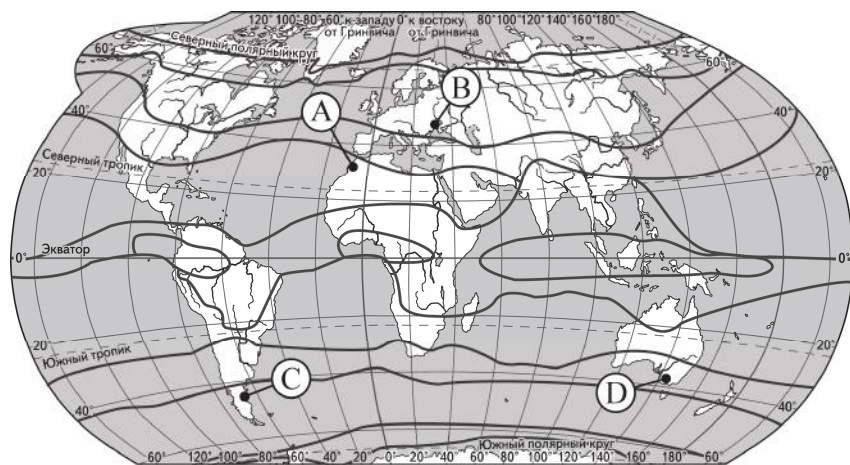 120° 100° 80° 60° к западу 0° к востоку 80° 100° 120° 140° 160° 180°
от Гринвича от Гринвича
Северный полярный круг
60° 60°
40° 40°
A B
Северный тропик
20° 20°
Экватор
0° 0°
20° 20°
Южный тропик
C D
40° 40°
Южный полярный круг
60° 120° 100° 80° 60° 40° 20° 0° 20° 40° 60° 80° 100° 120° 140° 180° 60°